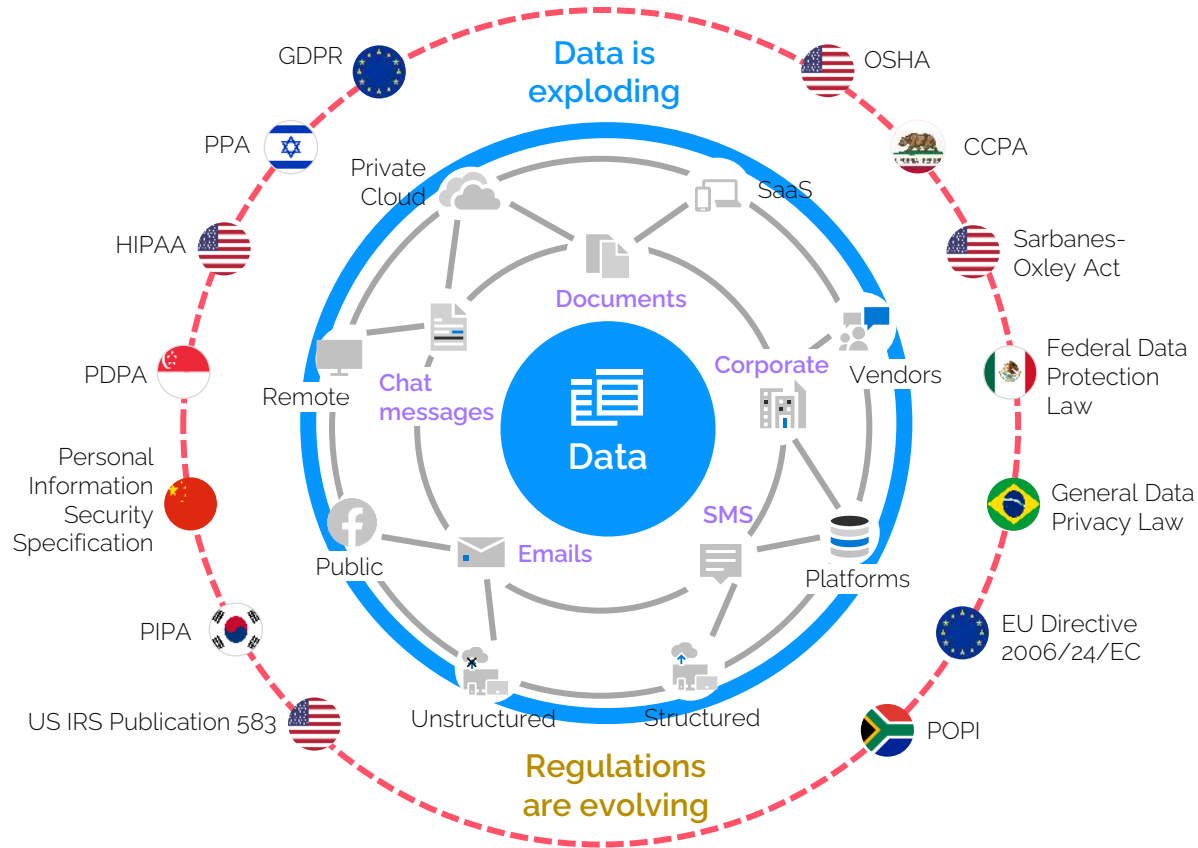 Data is
exploding
GDPR
OSHA
PPA
CCPA
Private
Cloud
SaaS
HIPAA
Sarbanes-
Oxley Act
Documents
PDPA
Remote
Chat
messages
Corporate
Vendors
Federal Data
Protection
Law
Data
Personal
Information
Security
Specification
General Data
Privacy Law
SMS
Public
Emails
Platforms
PIPA
EU Directive
2006/24/EC
Unstructured
Structured
US IRS Publication 583
POPI
Regulations
are evolving